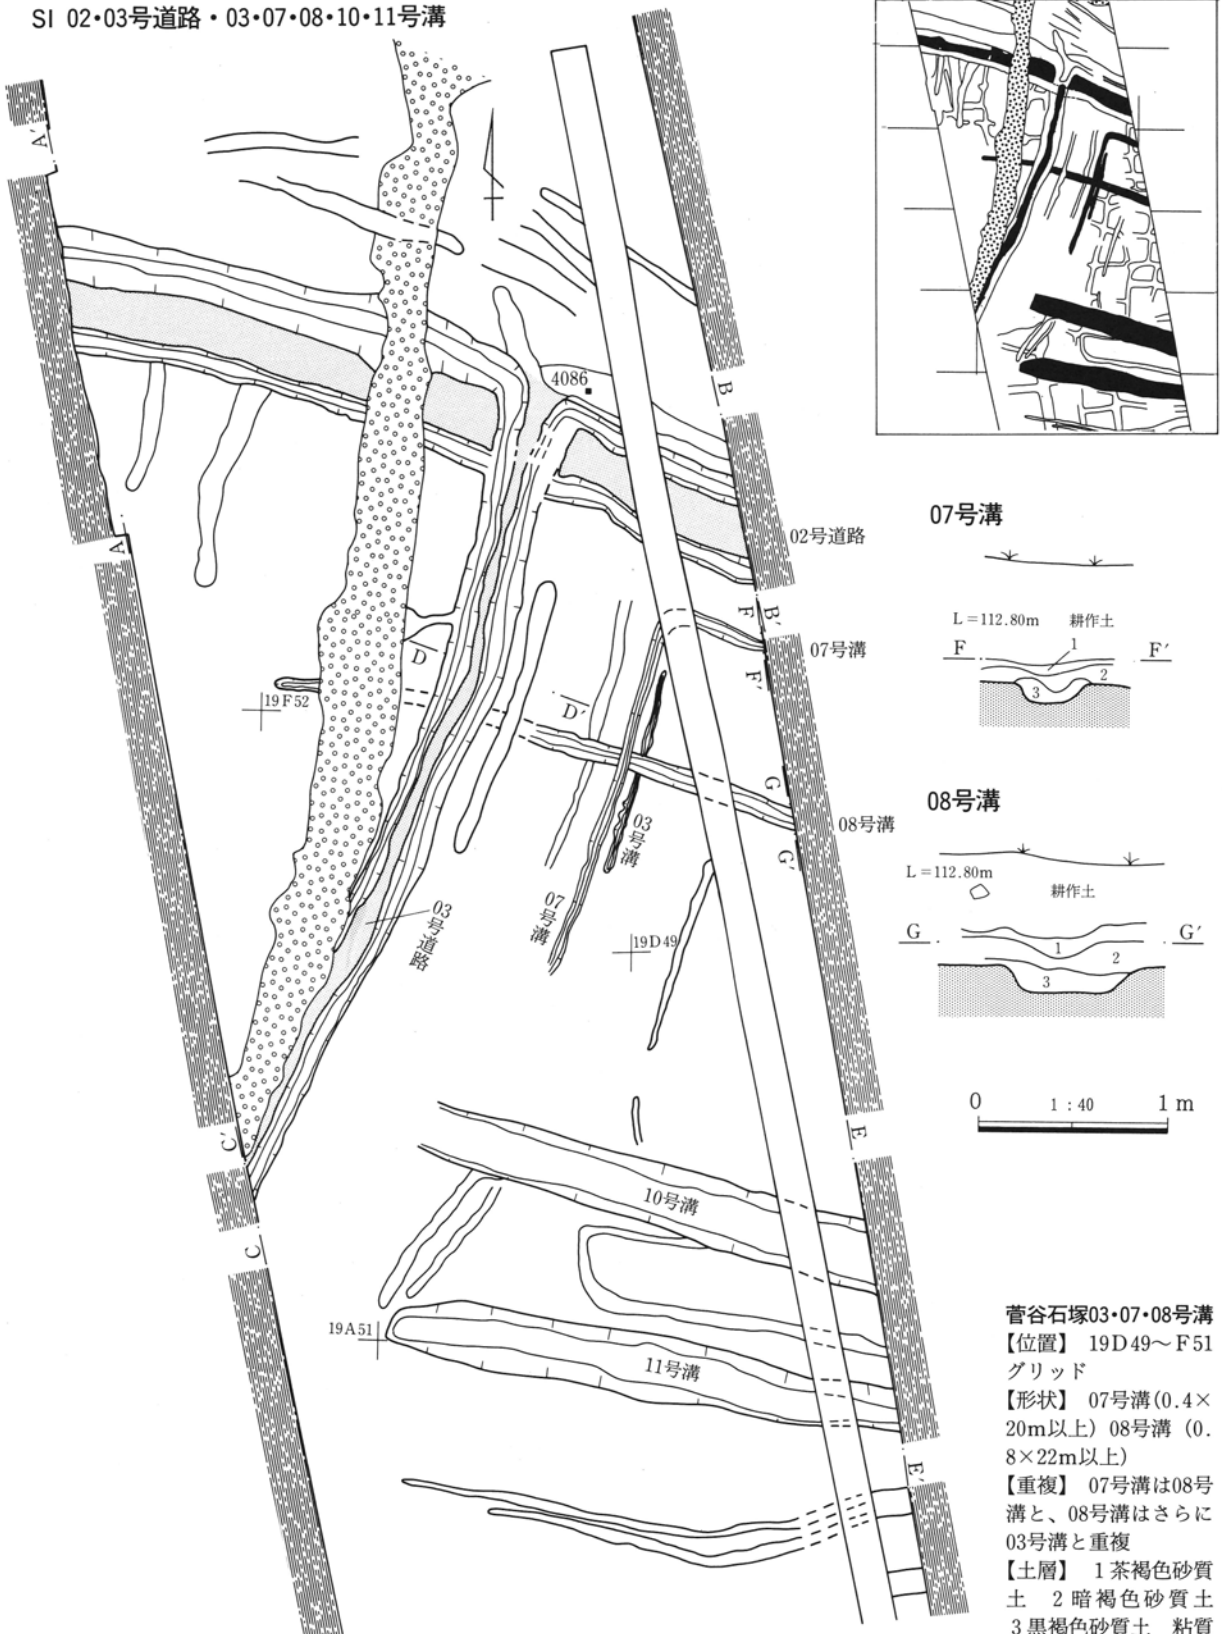 SI 02・03号道路・03・07・08・10・11号溝
A′
A
B
4086
02号道路
B′
F
07号溝
F′
D
19F52
D′
G
08号溝
G′
03号溝
07号溝
03号道路
19D49
E
C′
C
10号溝
19A51
11号溝
E′
07号溝
L=112.80m 耕作土
F 1 F′
2
3
08号溝
L=112.80m
耕作土
G G′
1
2
3
0 1:40 1m
菅谷石塚03・07・08号溝
【位置】 19D49～F51
グリッド
【形状】 07号溝(0.4×
20m以上) 08号溝 (0.
8×22m以上)
【重複】 07号溝は08号
溝と、08号溝はさらに
03号溝と重複
【土層】 1茶褐色砂質
土 2暗褐色砂質土
3黒褐色砂質土 粘質